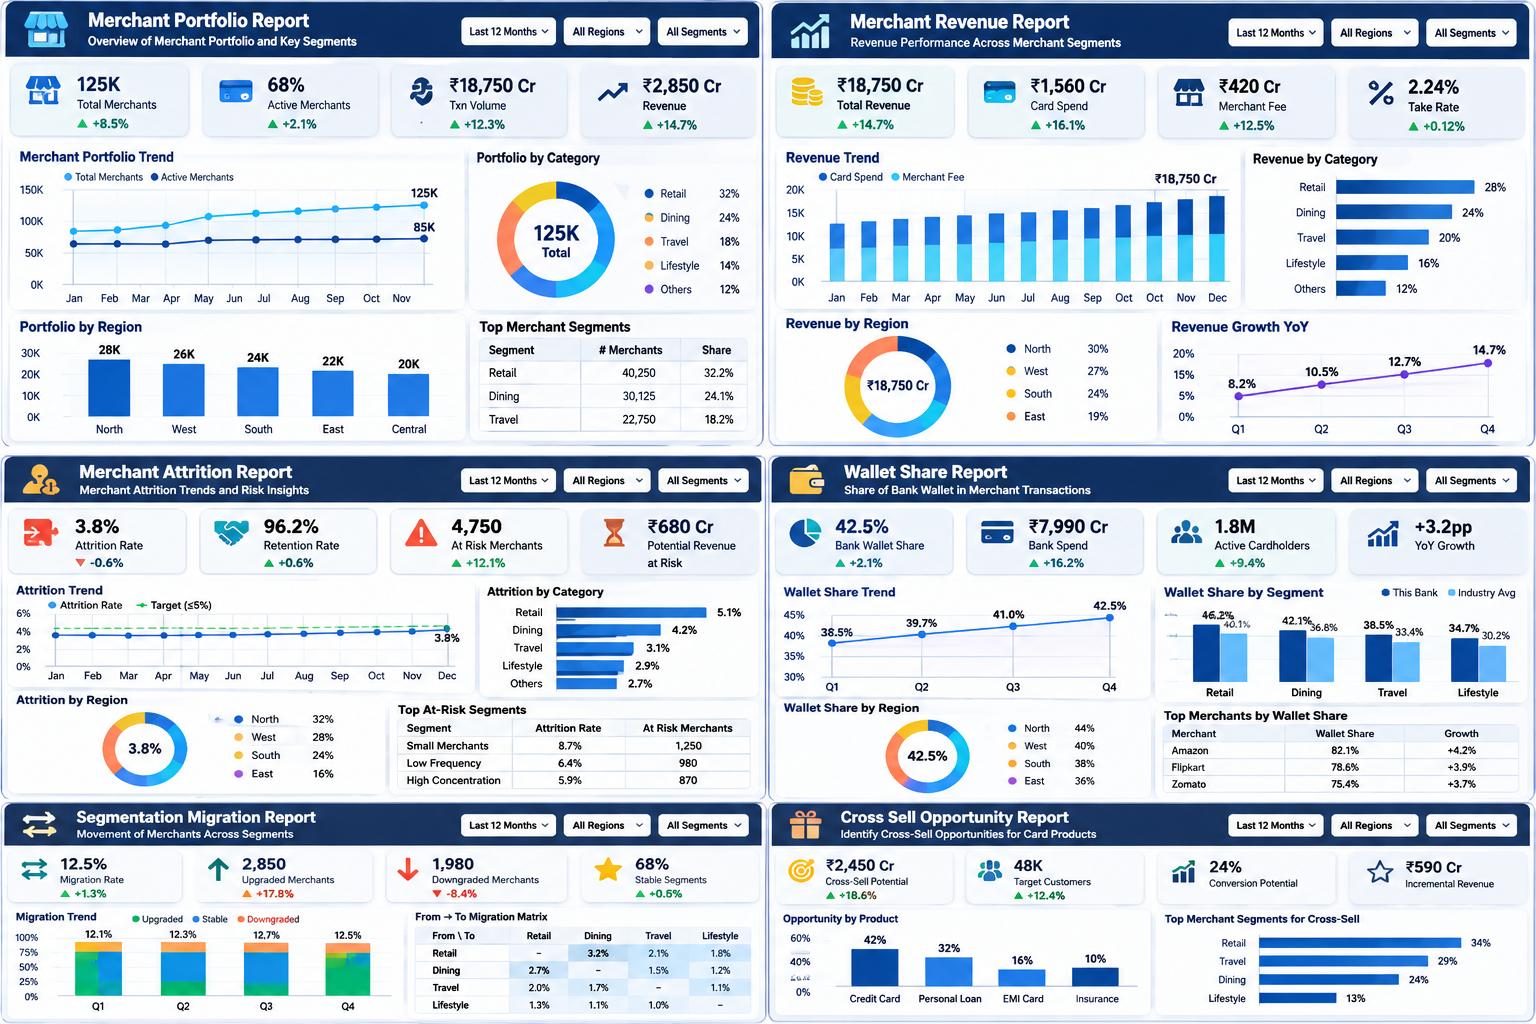 Merchant Portfolio Report
Overview of Merchant Portfolio and Key Segments
Last 12 Months
All Regions
All Segments
125K
Total Merchants
+8.5%
68%
Active Merchants
+2.1%
₹18,750 Cr
Txn Volume
+12.3%
₹2,850 Cr
Revenue
+14.7%
Merchant Portfolio Trend
Total Merchants Active Merchants
150K
100K
50K
0K
125K
85K
Jan Feb Mar Apr May Jun Jul Aug Sep Oct Nov
Portfolio by Category
125K
Total
Retail 32%
Dining 24%
Travel 18%
Lifestyle 14%
Others 12%
Portfolio by Region
30K
20K
10K
0K
28K 26K 24K 22K 20K
North West South East Central
Top Merchant Segments
Segment # Merchants Share
Retail 40,250 32.2%
Dining 30,125 24.1%
Travel 22,750 18.2%
Merchant Revenue Report
Revenue Performance Across Merchant Segments
Last 12 Months
All Regions
All Segments
₹18,750 Cr
Total Revenue
+14.7%
₹1,560 Cr
Card Spend
+16.1%
₹420 Cr
Merchant Fee
+12.5%
2.24%
Take Rate
+0.12%
Revenue Trend
Card Spend Merchant Fee
₹18,750 Cr
20K
15K
10K
5K
0K
Jan Feb Mar Apr May Jun Jul Aug Sep Oct Oct Nov Dec
Revenue by Category
Retail 28%
Dining 24%
Travel 20%
Lifestyle 16%
Others 12%
Revenue by Region
₹18,750 Cr
North 30%
West 27%
South 24%
East 19%
Revenue Growth YoY
20%
15%
5%
0%
8.2% 10.5% 12.7% 14.7%
Q1 Q2 Q3 Q4
Merchant Attrition Report
Merchant Attrition Trends and Risk Insights
Last 12 Months
All Regions
All Segments
3.8%
Attrition Rate
-0.6%
96.2%
Retention Rate
+0.6%
4,750
At Risk Merchants
+12.1%
₹680 Cr
Potential Revenue
at Risk
Attrition Trend
Attrition Rate Target (≤5%)
6%
4%
2%
0%
3.8%
Jan Feb Mar Apr May Jun Jul Aug Sep Oct Nov Dec
Attrition by Category
Retail 5.1%
Dining 4.2%
Travel 3.1%
Lifestyle 2.9%
Others 2.7%
Attrition by Region
3.8%
North 32%
West 28%
South 24%
East 16%
Top At-Risk Segments
Segment Attrition Rate At Risk Merchants
Small Merchants 8.7% 1,250
Low Frequency 6.4% 980
High Concentration 5.9% 870
Wallet Share Report
Share of Bank Wallet in Merchant Transactions
Last 12 Months
All Regions
All Segments
42.5%
Bank Wallet Share
+2.1%
₹7,990 Cr
Bank Spend
+16.2%
1.8M
Active Cardholders
+9.4%
+3.2pp
YoY Growth
Wallet Share Trend
45%
40%
35%
30%
38.5% 39.7% 41.0% 42.5%
Q1 Q2 Q3 Q4
Wallet Share by Segment
This Bank Industry Avg
46.2% 40.1% 42.1% 36.8% 38.5% 33.4% 34.7% 30.2%
Retail Dining Travel Lifestyle
Wallet Share by Region
42.5%
North 44%
West 40%
South 38%
East 36%
Top Merchants by Wallet Share
Merchant Wallet Share Growth
Amazon 82.1% +4.2%
Flipkart 78.6% +3.9%
Zomato 75.4% +3.7%
Segmentation Migration Report
Movement of Merchants Across Segments
Last 12 Months
All Regions
All Segments
12.5%
Migration Rate
+1.3%
2,850
Upgraded Merchants
+17.8%
1,980
Downgraded Merchants
-8.4%
68%
Stable Segments
+0.6%
Migration Trend
Upgraded Stable Downgraded
100%
75%
50%
25%
0%
12.1% 12.3% 12.7% 12.5%
Q1 Q2 Q3 Q4
From → To Migration Matrix
From \ To Retail Dining Travel Lifestyle
Retail – 3.2% 2.1% 1.8%
Dining 2.7% – 1.5% 1.2%
Travel 2.0% 1.7% – 1.1%
Lifestyle 1.3% 1.1% 1.0% –
Cross Sell Opportunity Report
Identify Cross-Sell Opportunities for Card Products
Last 12 Months
All Regions
All Segments
₹2,450 Cr
Cross-Sell Potential
+18.6%
48K
Target Customers
+12.4%
24%
Conversion Potential
₹590 Cr
Incremental Revenue
Opportunity by Product
60%
40%
0%
42% 32% 16% 10%
Credit Card Personal Loan EMI Card Insurance
Top Merchant Segments for Cross-Sell
Retail 34%
Travel 29%
Dining 24%
Lifestyle 13%